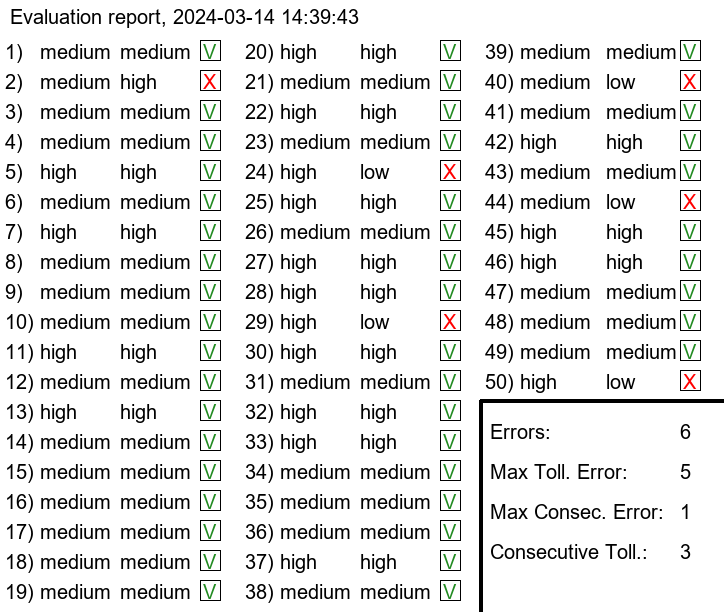 Evaluation report, 2024-03-14 14:39:43
1) medium medium V
2) medium high X
3) medium medium V
4) medium medium V
5) high high V
6) medium medium V
7) high high V
8) medium medium V
9) medium medium V
10) medium medium V
11) high high V
12) medium medium V
13) high high V
14) medium medium V
15) medium medium V
16) medium medium V
17) medium medium V
18) medium high V
19) medium medium V
20) high high V
21) medium medium V
22) high high V
23) medium medium V
24) high low X
25) high high V
26) medium medium V
27) high high V
28) high high V
29) high low X
30) high high V
31) medium medium V
32) high high V
33) high high V
34) medium medium V
35) medium medium V
36) medium medium V
37) high high V
38) medium medium V
39) medium medium V
40) medium low X
41) medium medium V
42) high high V
43) medium medium V
44) medium low X
45) high high V
46) high high V
47) medium medium V
48) medium medium V
49) medium medium V
50) high low X
Errors: 6
Max Toll. Error: 5
Max Consec. Error: 1
Consecutive Toll.: 3